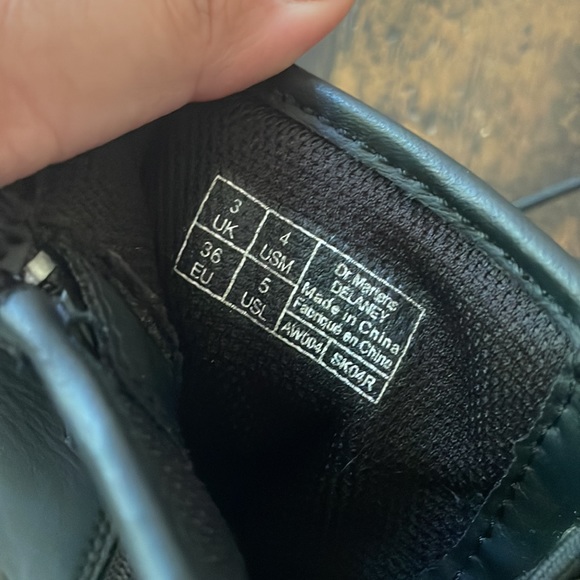 3
UK
4
USM
36
EU
5
USL
Dr. Martens
DELANEY
Made in China
Fabriqué en Chine
AW004
SK04R